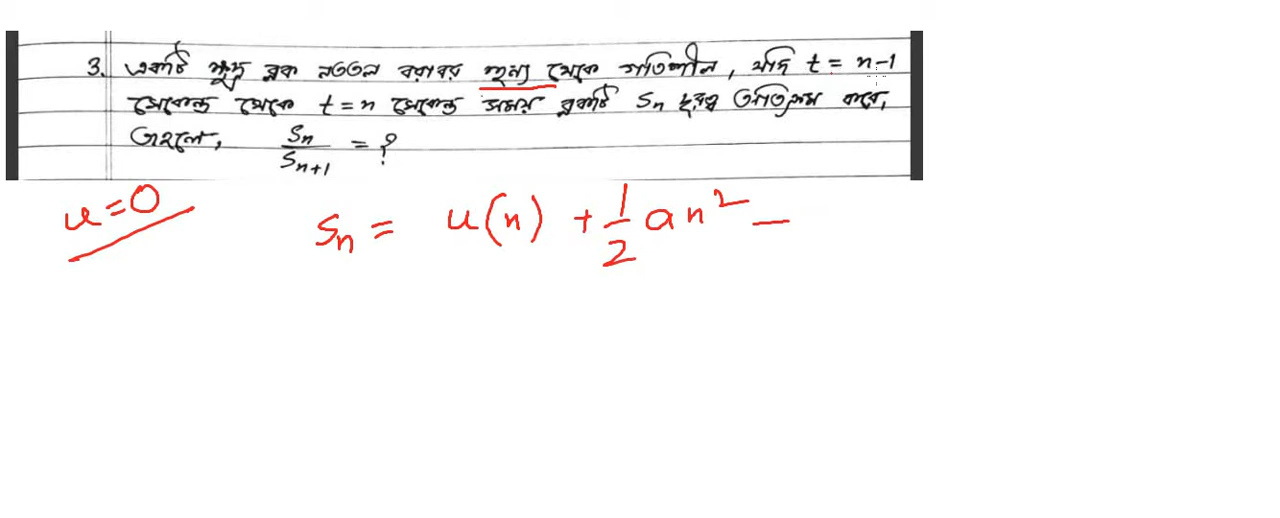 3. একটি ক্ষুদ্র ব্লক নততল বরাবর শূন্য থেকে গতিশীল, যদি t = n-1
সেকেন্ড থেকে t = n সেকেন্ড সময় ব্লকটি Sn দূরত্ব অতিক্রম করে,
তাহলে, Sn/Sn+1 = ?
u=0 Sn = u(n) + 1/2 an² –